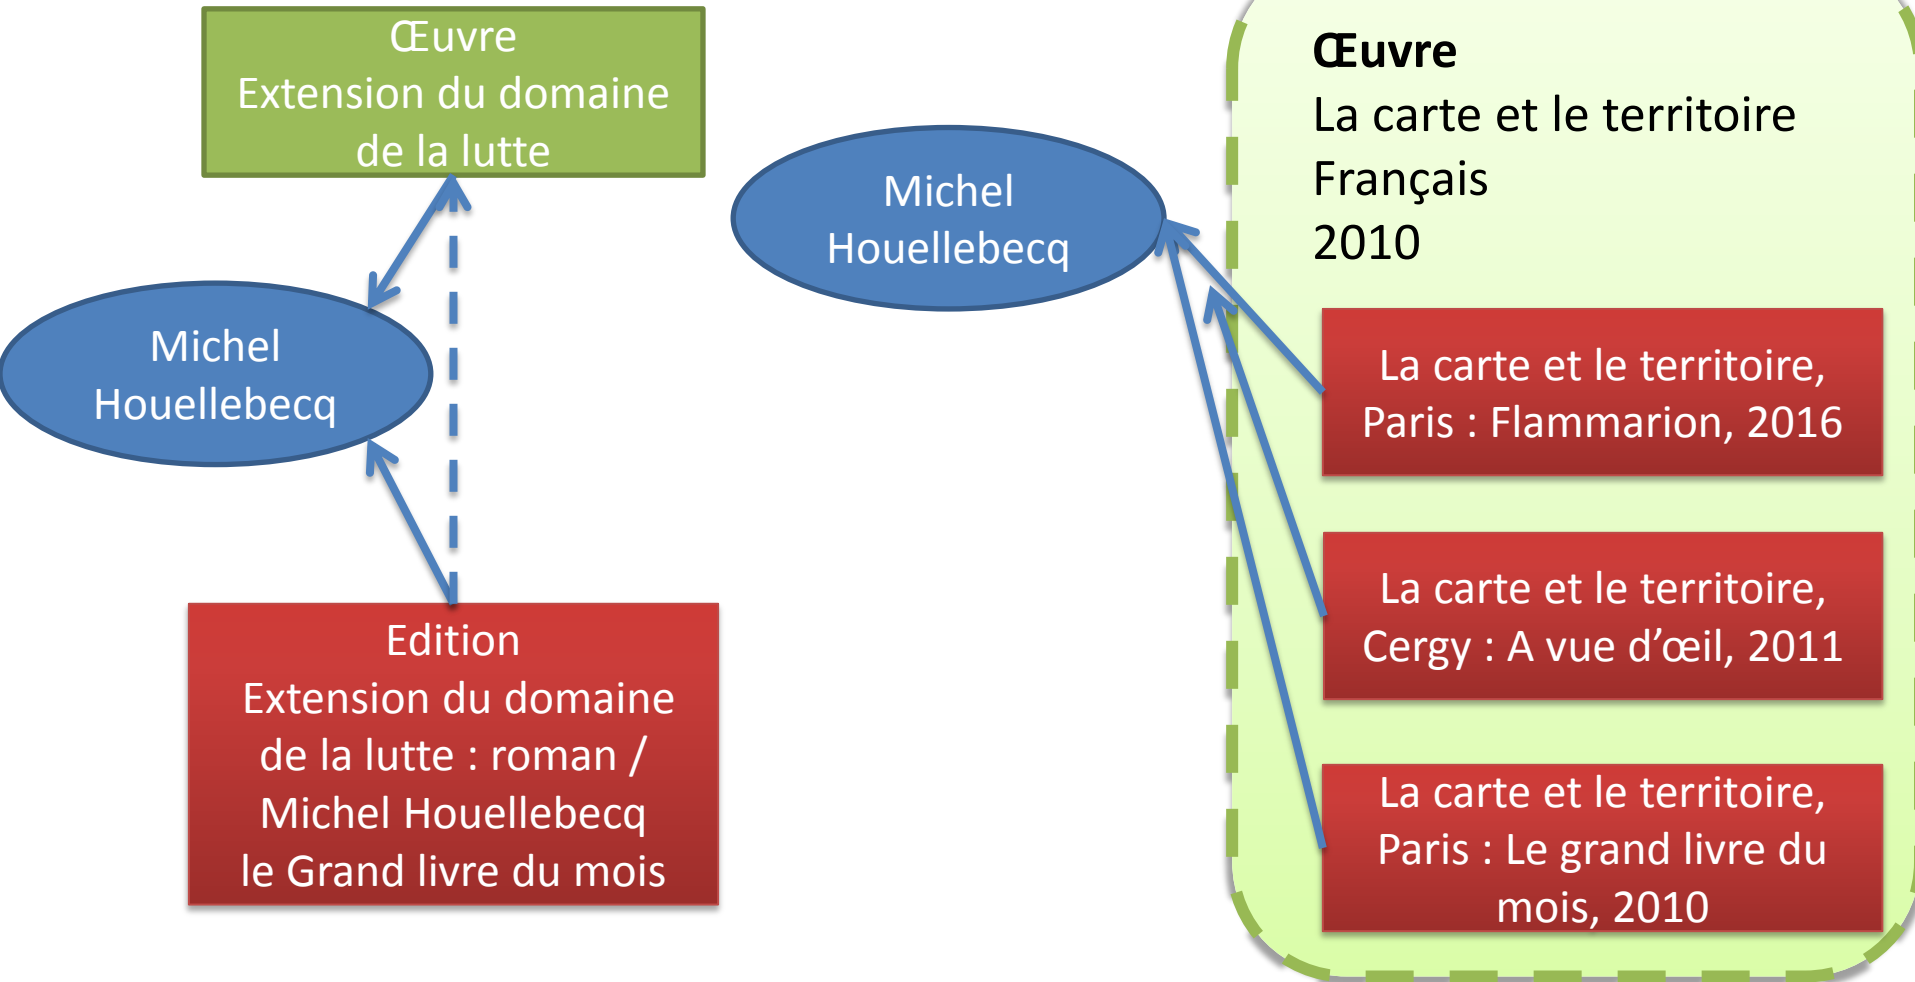 Œuvre
Extension du domaine
de la lutte
Michel
Houellebecq
Edition
Extension du domaine
de la lutte : roman /
Michel Houellebecq
le Grand livre du mois
Michel
Houellebecq
Œuvre
La carte et le territoire
Français
2010
La carte et le territoire,
Paris : Flammarion, 2016
La carte et le territoire,
Cergy : A vue d’œil, 2011
La carte et le territoire,
Paris : Le grand livre du
mois, 2010